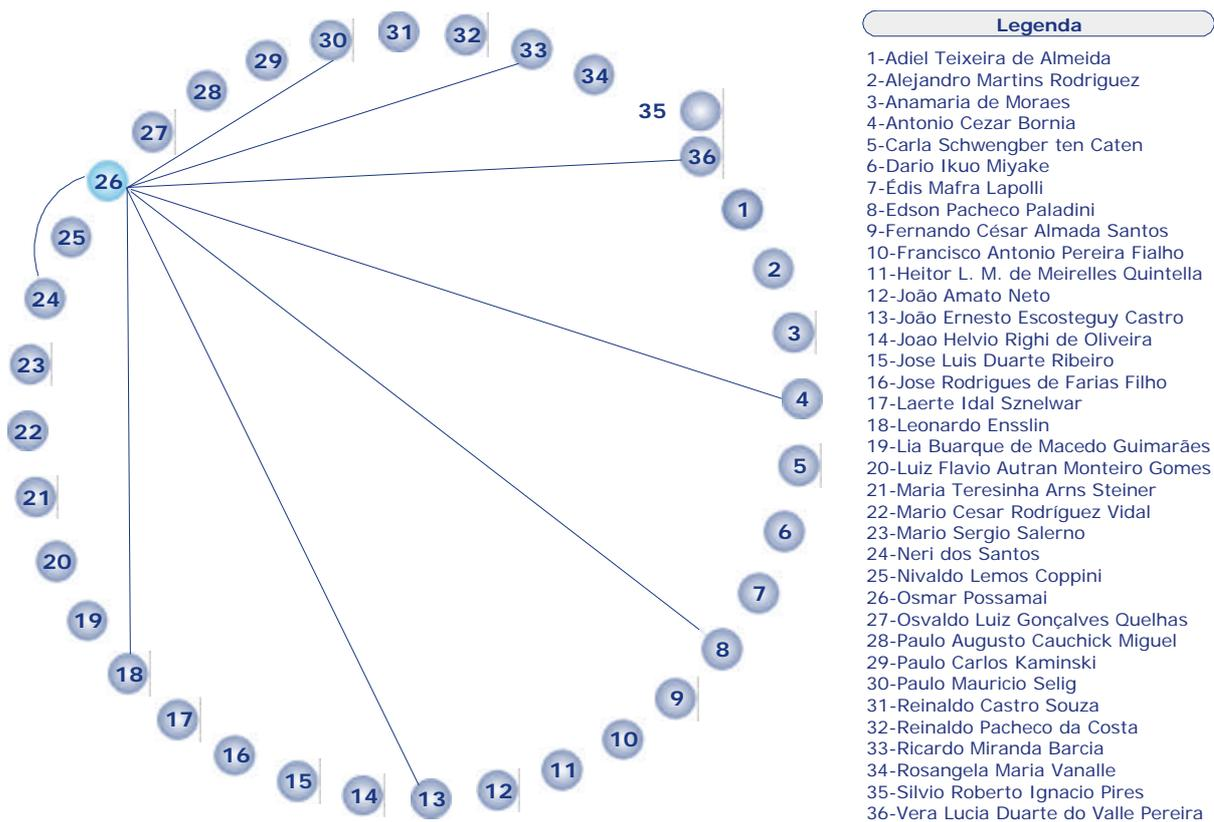 30
31
32
33
29
34
28
35
27
36
26
1
25
2
24
3
23
4
22
5
21
6
20
7
19
8
18
9
17
10
16
11
15
12
14
13
Legenda
1-Adiel Teixeira de Almeida
2-Alejandro Martins Rodriguez
3-Anamaria de Moraes
4-Antonio Cezar Bornia
5-Carla Schwengber ten Caten
6-Dario Ikuo Miyake
7-Édis Mafra Lapolli
8-Edson Pacheco Paladini
9-Fernando César Almada Santos
10-Francisco Antonio Pereira Fialho
11-Heitor L. M. de Meirelles Quintella
12-João Amato Neto
13-João Ernesto Escosteguy Castro
14-Joao Helvio Righi de Oliveira
15-Jose Luis Duarte Ribeiro
16-Jose Rodrigues de Farias Filho
17-Laerte Idal Sznelwar
18-Leonardo Ensslin
19-Lia Buarque de Macedo Guimarães
20-Luiz Flavio Autran Monteiro Gomes
21-Maria Teresinha Arns Steiner
22-Mario Cesar Rodríguez Vidal
23-Mario Sergio Salerno
24-Neri dos Santos
25-Nivaldo Lemos Coppini
26-Osmar Possamai
27-Osvaldo Luiz Gonçalves Quelhas
28-Paulo Augusto Cauchick Miguel
29-Paulo Carlos Kaminski
30-Paulo Mauricio Selig
31-Reinaldo Castro Souza
32-Reinaldo Pacheco da Costa
33-Ricardo Miranda Barcia
34-Rosangela Maria Vanalle
35-Silvio Roberto Ignacio Pires
36-Vera Lucia Duarte do Valle Pereira